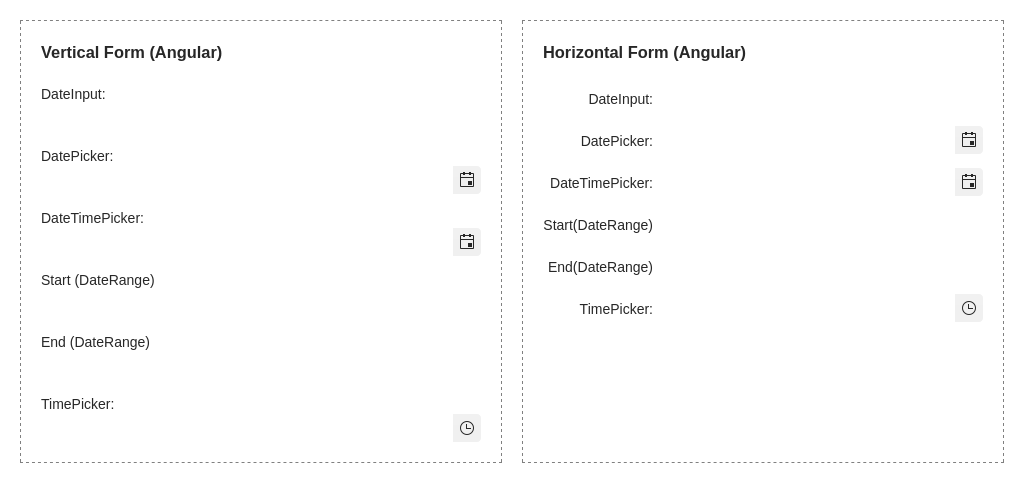 Vertical Form (Angular)
DateInput:
DatePicker:
DateTimePicker:
Start (DateRange)
End (DateRange)
TimePicker:
Horizontal Form (Angular)
DateInput:
DatePicker:
DateTimePicker:
Start(DateRange)
End(DateRange)
TimePicker: